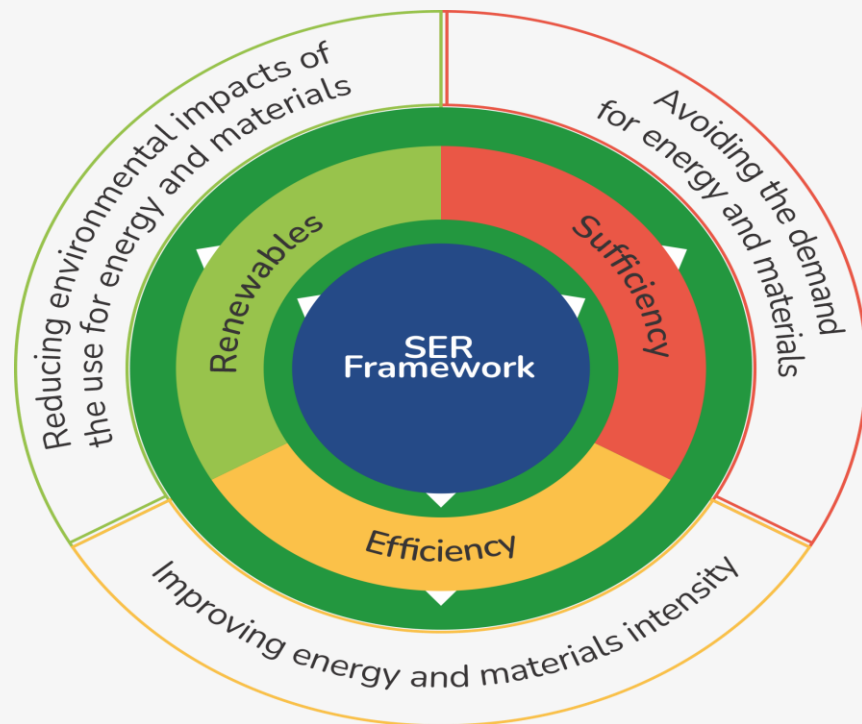 Reducing environmental impacts of
the use for energy and materials
Avoiding the demand
for energy and materials
Renewables
Sufficiency
SER
Framework
Efficiency
Improving energy and materials intensity